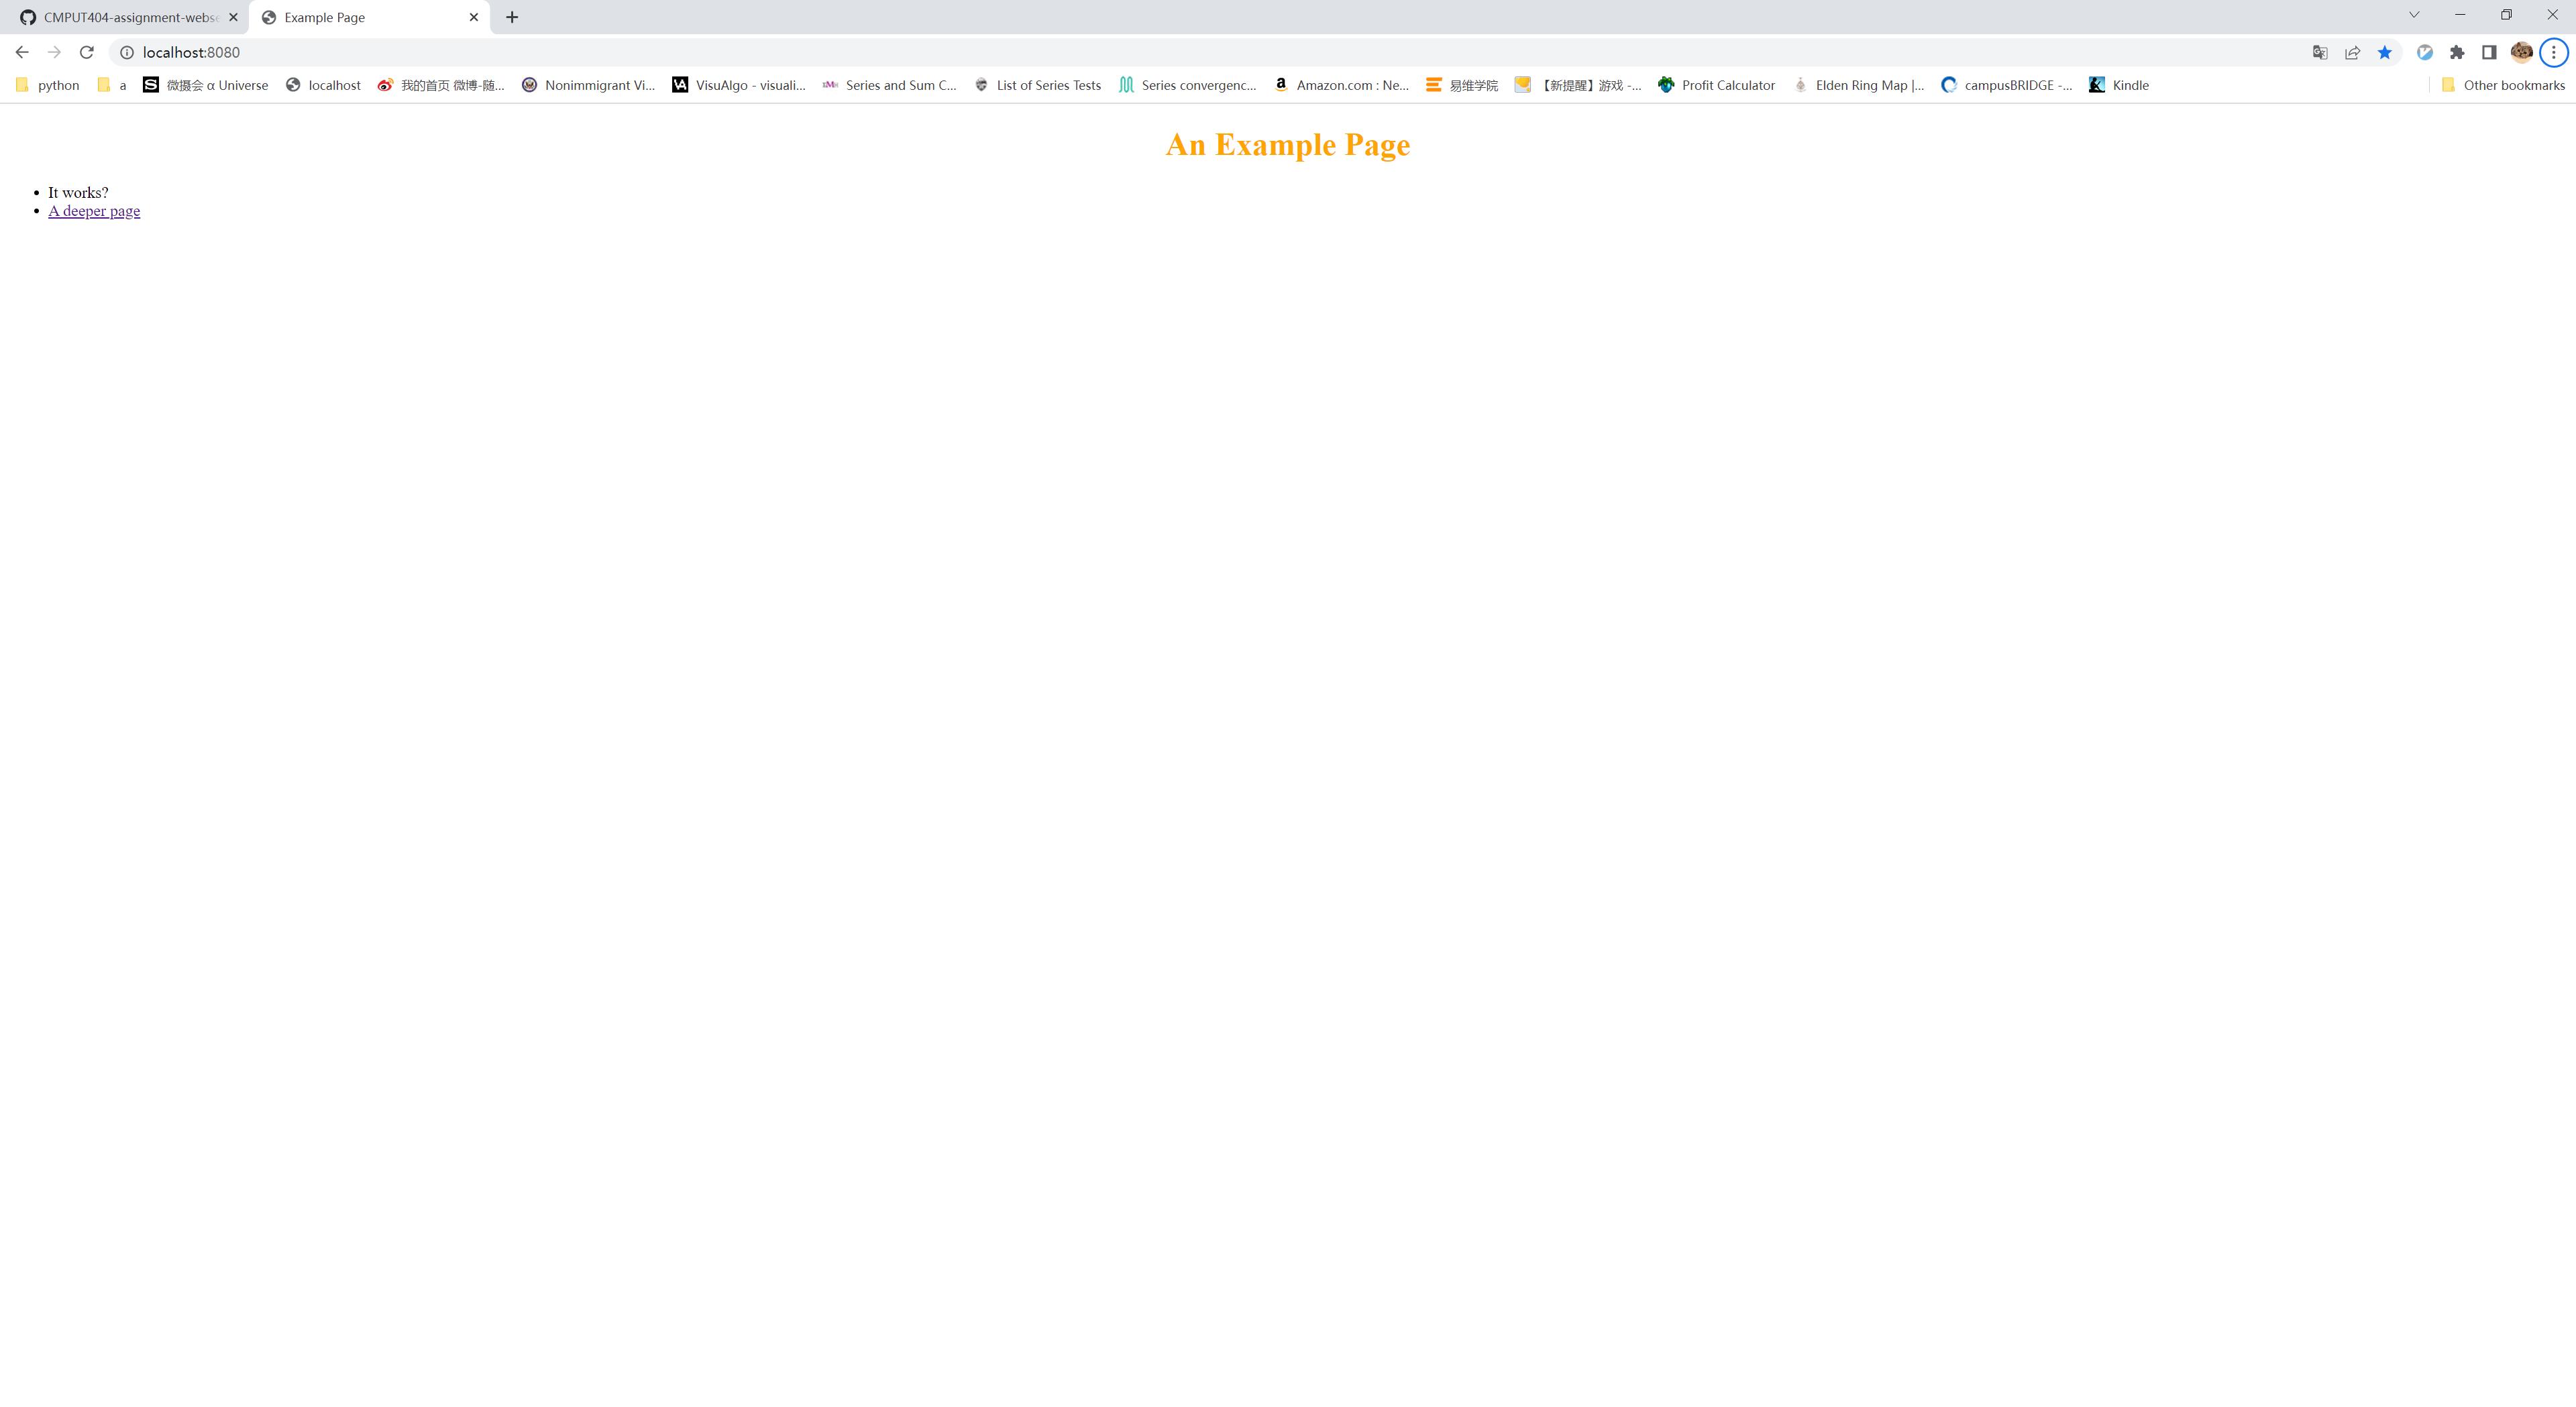 CMPUT404-assignment-webse
Example Page
localhost:8080
python
a
微摄会 α Universe
localhost
我的首页 微博-随...
Nonimmigrant Vi...
VisuAlgo - visuali...
Series and Sum C...
List of Series Tests
Series convergenc...
Amazon.com : Ne...
易维学院
【新提醒】游戏 -...
Profit Calculator
Elden Ring Map |...
campusBRIDGE -...
Kindle
Other bookmarks
An Example Page
It works?
A deeper page